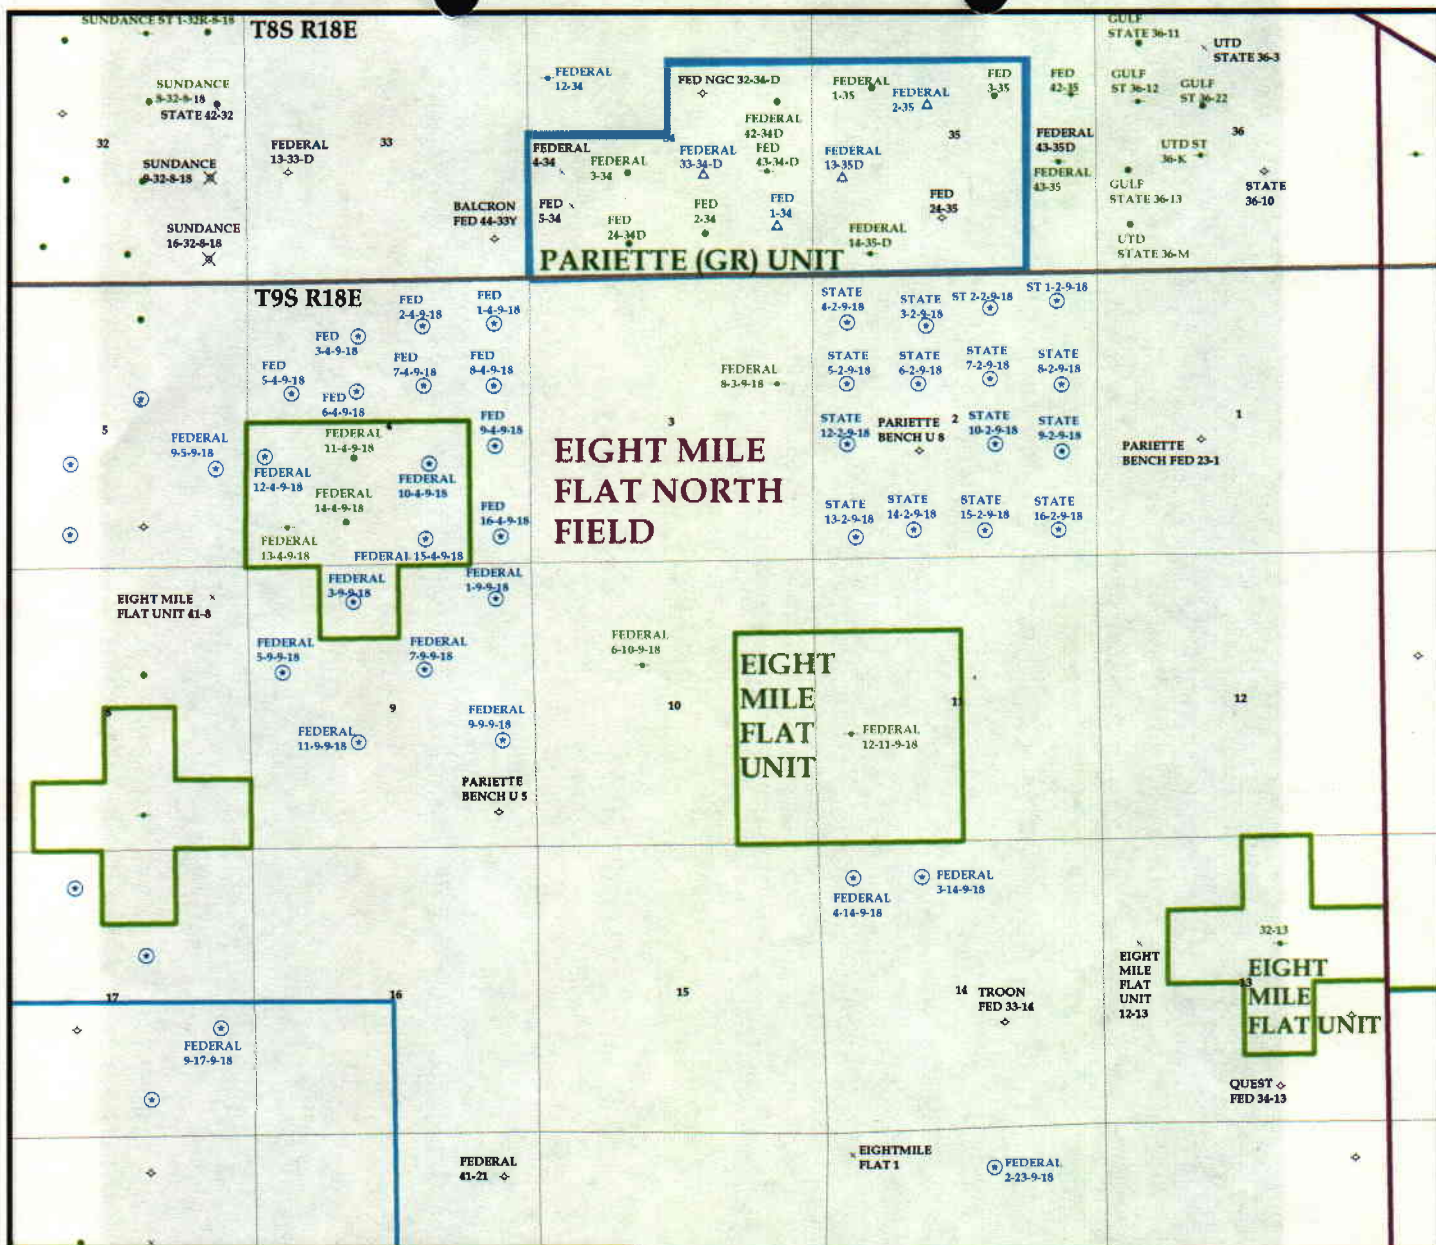 SUNDANCE ST 1-32R-8-18
T8S R18E
SUNDANCE
8-32-8-18
STATE 42-32
32
SUNDANCE
9-32-8-18
SUNDANCE
16-32-8-18
FEDERAL
13-33-D
33
BALCRON
FED 44-33Y
FEDERAL
12-34
FED NGC 32-34-D
FEDERAL
42-34D
FED
43-34-D
34
FEDERAL
4-34
FEDERAL
3-34
FEDERAL
33-34-D
FED
5-34
FED
24-34D
FED
2-34
FED
1-34
PARIETTE (GR) UNIT
FEDERAL
1-35
FEDERAL
2-35
FED
3-35
35
FEDERAL
13-35D
FED
24-35
FEDERAL
14-35-D
FED
42-35
FEDERAL
43-35D
FEDERAL
43-35
GULF
STATE 36-11
UTD
STATE 36-3
GULF
ST 36-12
GULF
ST 36-22
36
UTD ST
36-K
GULF
STATE 36-13
STATE
36-10
UTD
STATE 36-M
T9S R18E
FED
2-4-9-18
FED
1-4-9-18
FED
3-4-9-18
FED
5-4-9-18
FED
7-4-9-18
FED
8-4-9-18
FED
6-4-9-18
FED
9-4-9-18
5
FEDERAL
9-5-9-18
4
FEDERAL
11-4-9-18
FEDERAL
12-4-9-18
FEDERAL
10-4-9-18
FEDERAL
14-4-9-18
FED
16-4-9-18
FEDERAL
13-4-9-18
FEDERAL 15-4-9-18
FEDERAL
8-3-9-18
3
EIGHT MILE
FLAT NORTH
FIELD
STATE
4-2-9-18
STATE
3-2-9-18
ST 2-2-9-18
ST 1-2-9-18
STATE
5-2-9-18
STATE
6-2-9-18
STATE
7-2-9-18
STATE
8-2-9-18
STATE
12-2-9-18
PARIETTE
BENCH U 8
2
STATE
10-2-9-18
STATE
9-2-9-18
STATE
13-2-9-18
STATE
14-2-9-18
STATE
15-2-9-18
STATE
16-2-9-18
1
PARIETTE
BENCH FED 23-1
EIGHT MILE
FLAT UNIT 41-8
8
FEDERAL
3-9-9-18
FEDERAL
1-9-9-18
FEDERAL
5-9-9-18
FEDERAL
7-9-9-18
9
FEDERAL
11-9-9-18
FEDERAL
9-9-9-18
PARIETTE
BENCH U 5
FEDERAL
6-10-9-18
10
EIGHT
MILE
FLAT
UNIT
11
FEDERAL
12-11-9-18
12
FEDERAL
4-14-9-18
FEDERAL
3-14-9-18
32-13
EIGHT
MILE
FLAT
UNIT
12-13
13
EIGHT
MILE
FLAT UNIT
17
16
15
14
TROON
FED 33-14
FEDERAL
9-17-9-18
QUEST
FED 34-13
FEDERAL
41-21
EIGHTMILE
FLAT 1
FEDERAL
2-23-9-18